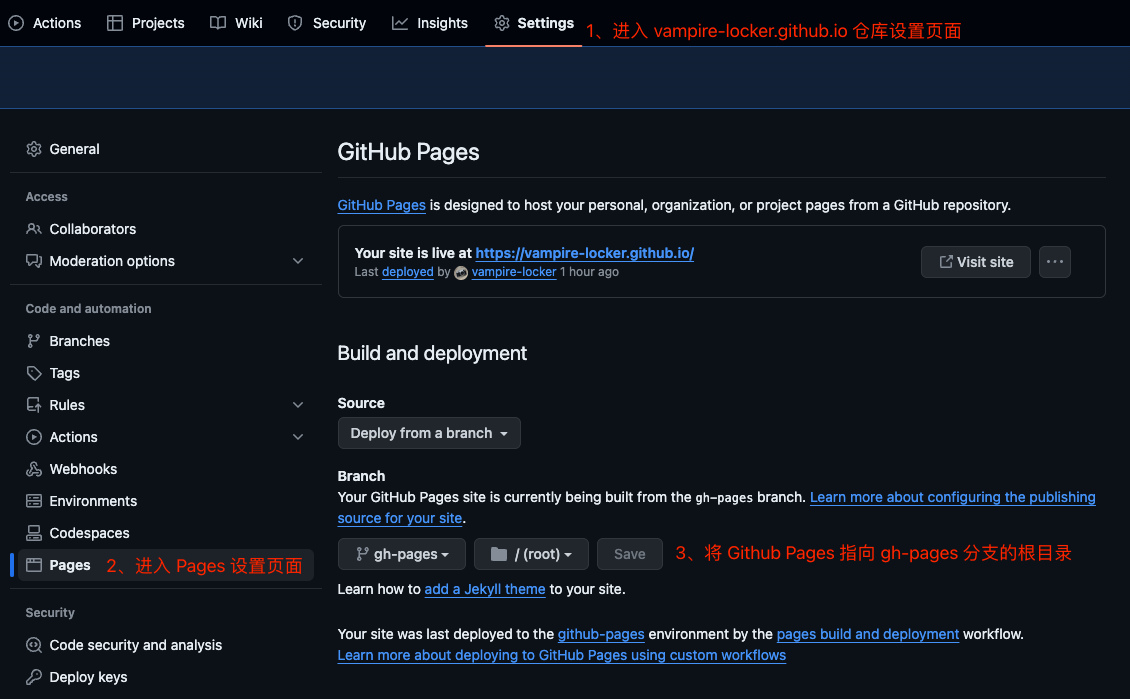 Actions Projects Wiki Security Insights Settings 1、进入 vampire-locker.github.io 仓库设置页面
General
Access
Collaborators
Moderation options
Code and automation
Branches
Tags
Rules
Actions
Webhooks
Environments
Codespaces
Pages 2、进入 Pages 设置页面
Security
Code security and analysis
Deploy keys
GitHub Pages
GitHub Pages is designed to host your personal, organization, or project pages from a GitHub repository.
Your site is live at https://vampire-locker.github.io/
Last deployed by vampire-locker 1 hour ago
Visit site ...
Build and deployment
Source
Deploy from a branch
Branch
Your GitHub Pages site is currently being built from the gh-pages branch. Learn more about configuring the publishing
source for your site.
gh-pages / (root) Save 3、将 Github Pages 指向 gh-pages 分支的根目录
Learn how to add a Jekyll theme to your site.
Your site was last deployed to the github-pages environment by the pages build and deployment workflow.
Learn more about deploying to GitHub Pages using custom workflows